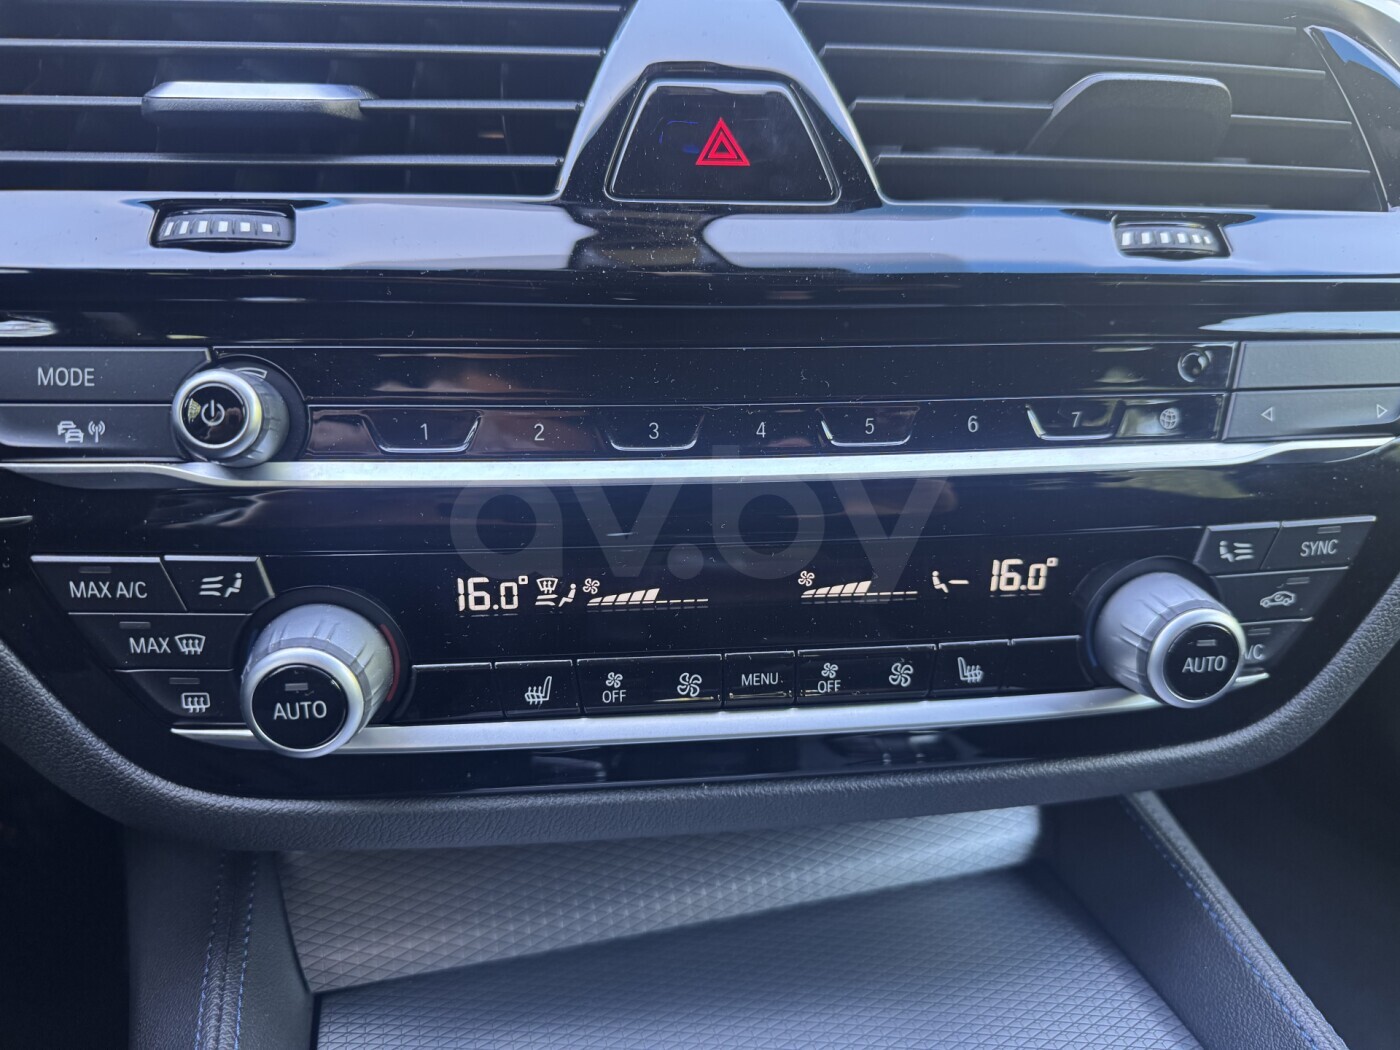 MODE
1 2 3 4 5 6 7
av.by
MAX A/C
16.0°
16.0°
SYNC
MAX
AUTO
OFF
MENU
OFF
AUTO